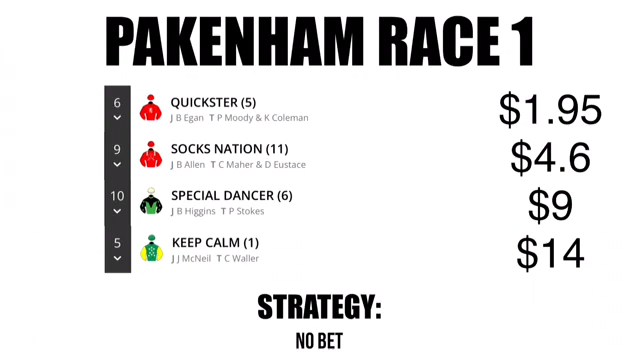 PAKENHAM RACE 1
6 QUICKSTER (5) $1.95
J B Egan T P Moody & K Coleman
9 SOCKS NATION (11) $4.6
J B Allen T C Maher & D Eustace
10 SPECIAL DANCER (6) $9
J B Higgins T P Stokes
5 KEEP CALM (1) $14
J J McNeil T C Waller
STRATEGY:
NO BET